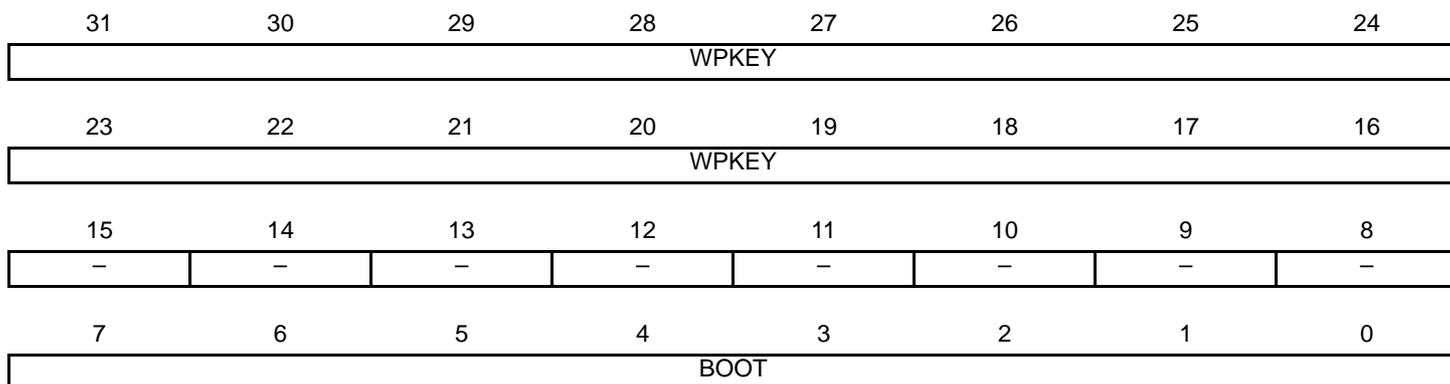 31 30 29 28 27 26 25 24
WPKEY
23 22 21 20 19 18 17 16
WPKEY
15 14 13 12 11 10 9 8
– – – – – – – –
7 6 5 4 3 2 1 0
BOOT